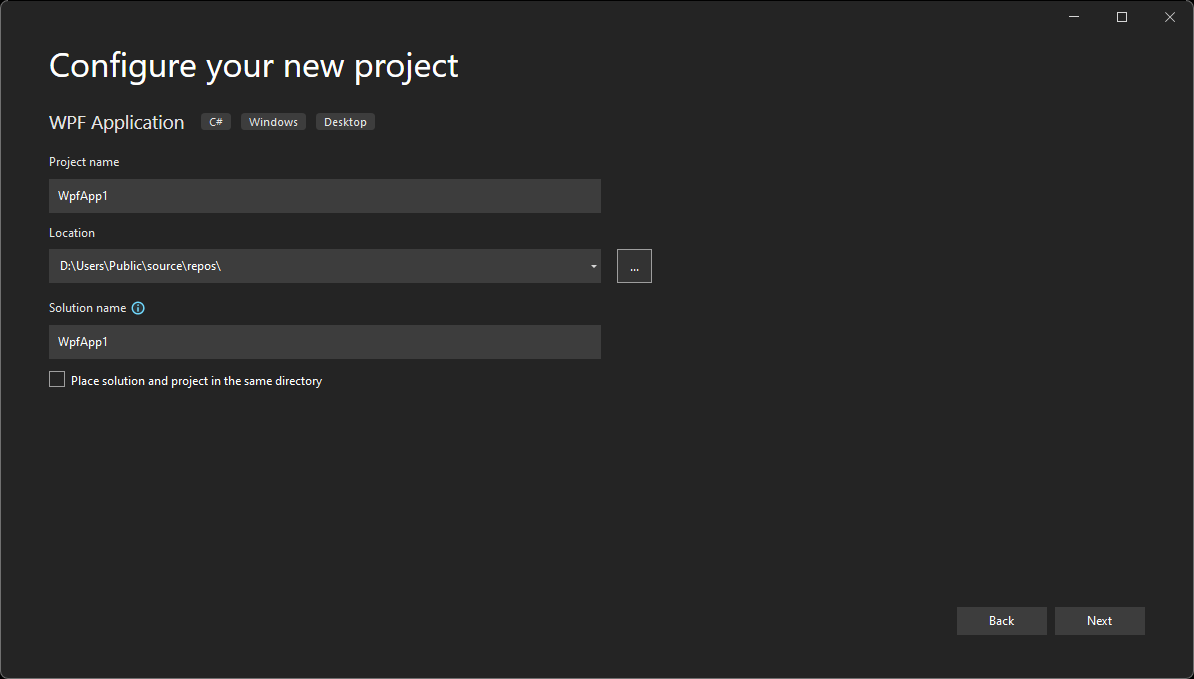 Configure your new project
WPF Application C# Windows Desktop
Project name
WpfApp1
Location
D:\Users\Public\source\repos\
...
Solution name
WpfApp1
Place solution and project in the same directory
Back Next